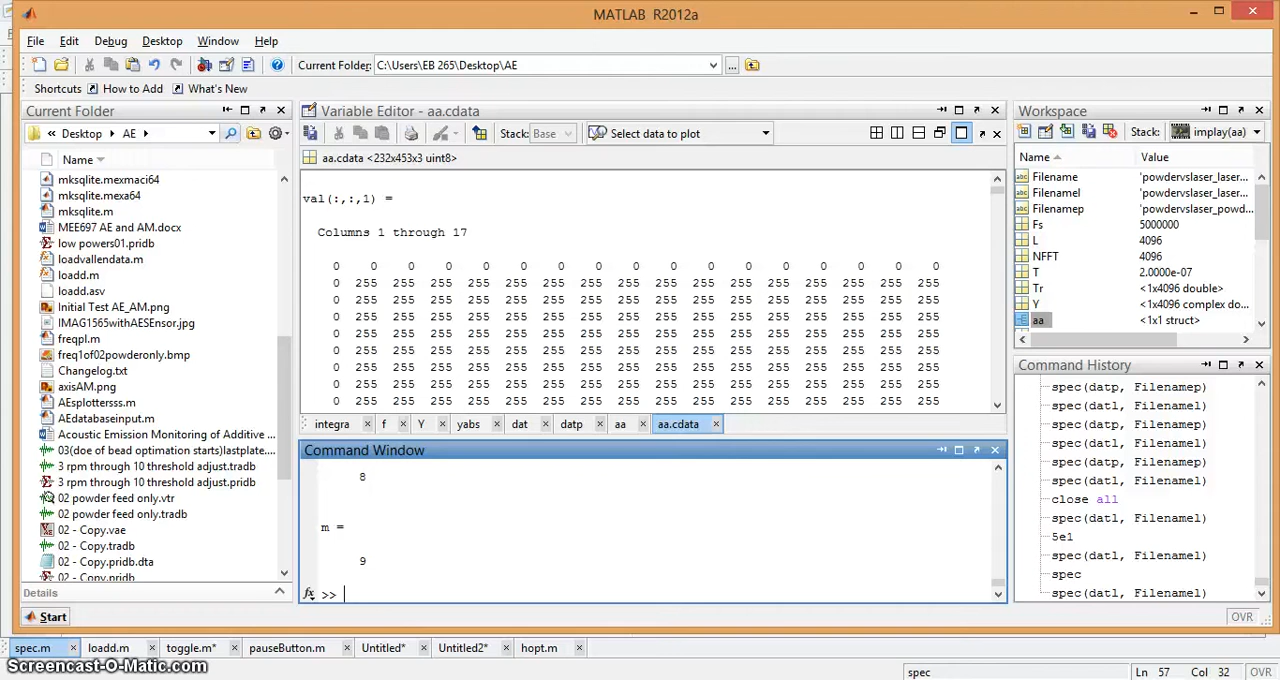 MATLAB R2012a
File Edit Debug Desktop Window Help
Current Folder: C:\Users\EB 265\Desktop\AE
Shortcuts How to Add What's New
Current Folder
« Desktop AE
Name
mksqlite.mexmaci64
mksqlite.mexa64
mksqlite.m
MEE697 AE and AM.docx
low powers01.pridb
loadvallendata.m
loadd.m
loadd.asv
Initial Test AE_AM.png
IMAG1565withAESEnsor.jpg
freqpl.m
freq1of02powderonly.bmp
Changelog.txt
axisAM.png
AEsplottersss.m
AEdatabaseinput.m
Acoustic Emission Monitoring of Additive ...
03(doe of bead optimation starts)lastplate....
3 rpm through 10 threshold adjust.tradb
3 rpm through 10 threshold adjust.pridb
02 powder feed only.vtr
02 powder feed only.tradb
02 - Copy.vae
02 - Copy.tradb
02 - Copy.pridb.dta
02 - Copy.pridb
Details
Start
Variable Editor - aa.cdata
Stack: Base Select data to plot
aa.cdata <232x453x3 uint8>
val(:,:,1) =
Columns 1 through 17
0 0 0 0 0 0 0 0 0 0 0 0 0 0 0 0 0
0 255 255 255 255 255 255 255 255 255 255 255 255 255 255 255 255
0 255 255 255 255 255 255 255 255 255 255 255 255 255 255 255 255
0 255 255 255 255 255 255 255 255 255 255 255 255 255 255 255 255
0 255 255 255 255 255 255 255 255 255 255 255 255 255 255 255 255
0 255 255 255 255 255 255 255 255 255 255 255 255 255 255 255 255
0 255 255 255 255 255 255 255 255 255 255 255 255 255 255 255 255
0 255 255 255 255 255 255 255 255 255 255 255 255 255 255 255 255
0 255 255 255 255 255 255 255 255 255 255 255 255 255 255 255 255
integra f Y yabs dat datp aa aa.cdata
Command Window
8
m =
9
fx >>
Workspace
Stack: implay(aa)
Name Value
Filename 'powdervslaser_laser...
Filenamel 'powdervslaser_laser...
Filenamep 'powdervslaser_powd...
Fs 5000000
L 4096
NFFT 4096
T 2.0000e-07
Tr <1x4096 double>
Y <1x4096 complex do...
aa <1x1 struct>
Command History
spec(datp, Filenamep)
spec(datl, Filenamel)
spec(datp, Filenamep)
spec(datl, Filenamel)
spec(datp, Filenamep)
spec(datl, Filenamel)
close all
spec(datl, Filenamel)
5e1
spec(datl, Filenamel)
spec
spec(datl, Filenamel)
OVR
spec.m loadd.m toggle.m* pauseButton.m Untitled* Untitled2* hopt.m
Screencast-O-Matic.com
spec Ln 57 Col 32 OVR